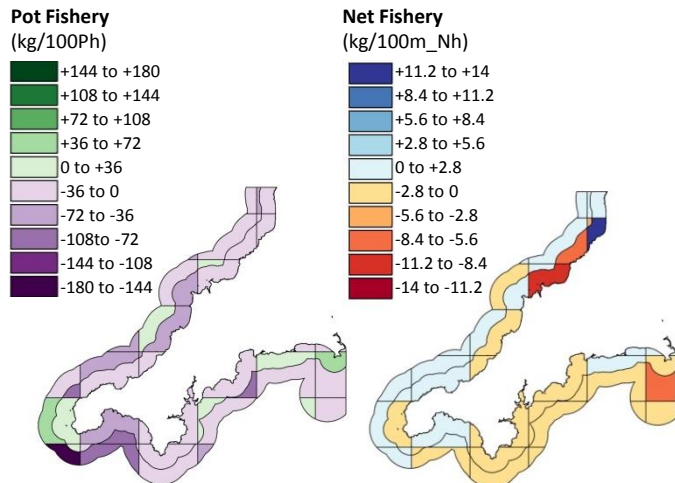 Pot Fishery
(kg/100Ph)
+144 to +180
+108 to +144
+72 to +108
+36 to +72
0 to +36
-36 to 0
-72 to -36
-108to -72
-144 to -108
-180 to -144
Net Fishery
(kg/100m_Nh)
+11.2 to +14
+8.4 to +11.2
+5.6 to +8.4
+2.8 to +5.6
0 to +2.8
-2.8 to 0
-5.6 to -2.8
-8.4 to -5.6
-11.2 to -8.4
-14 to -11.2